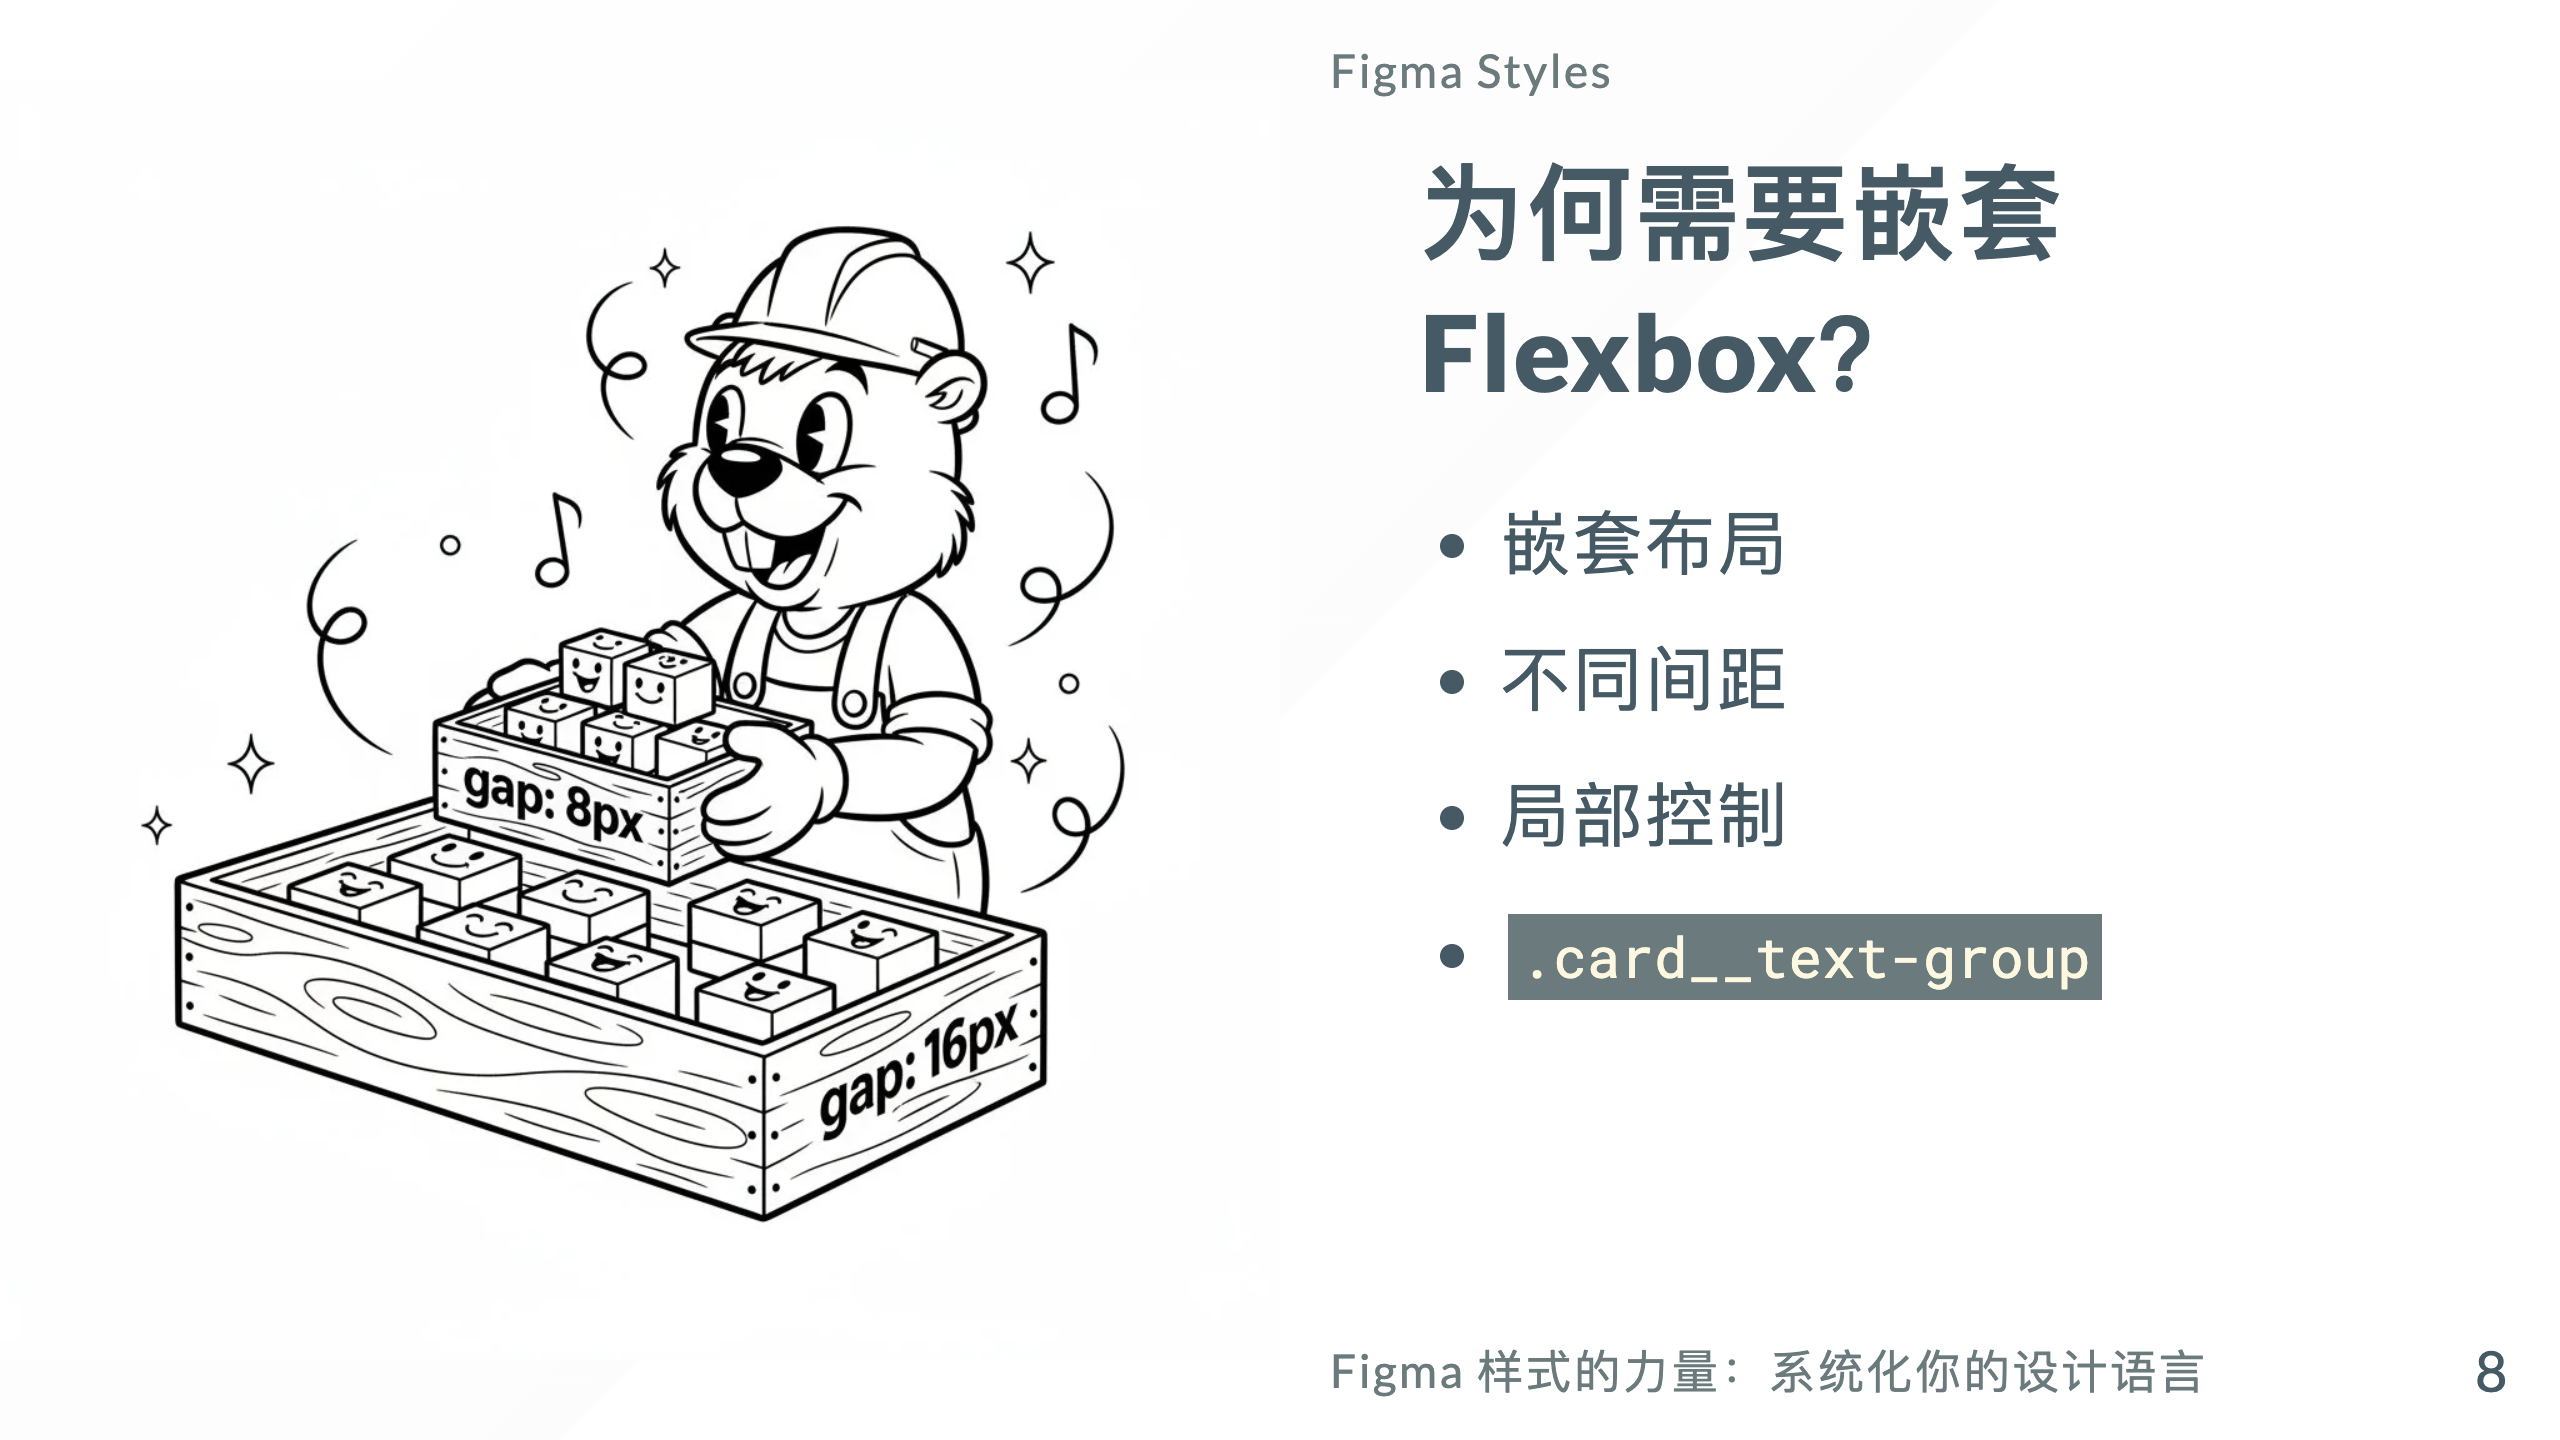 Figma Styles
为何需要嵌套
Flexbox？
嵌套布局
不同间距
局部控制
.card__text-group
gap: 8px
gap: 16px
Figma 样式的力量：系统化你的设计语言
8